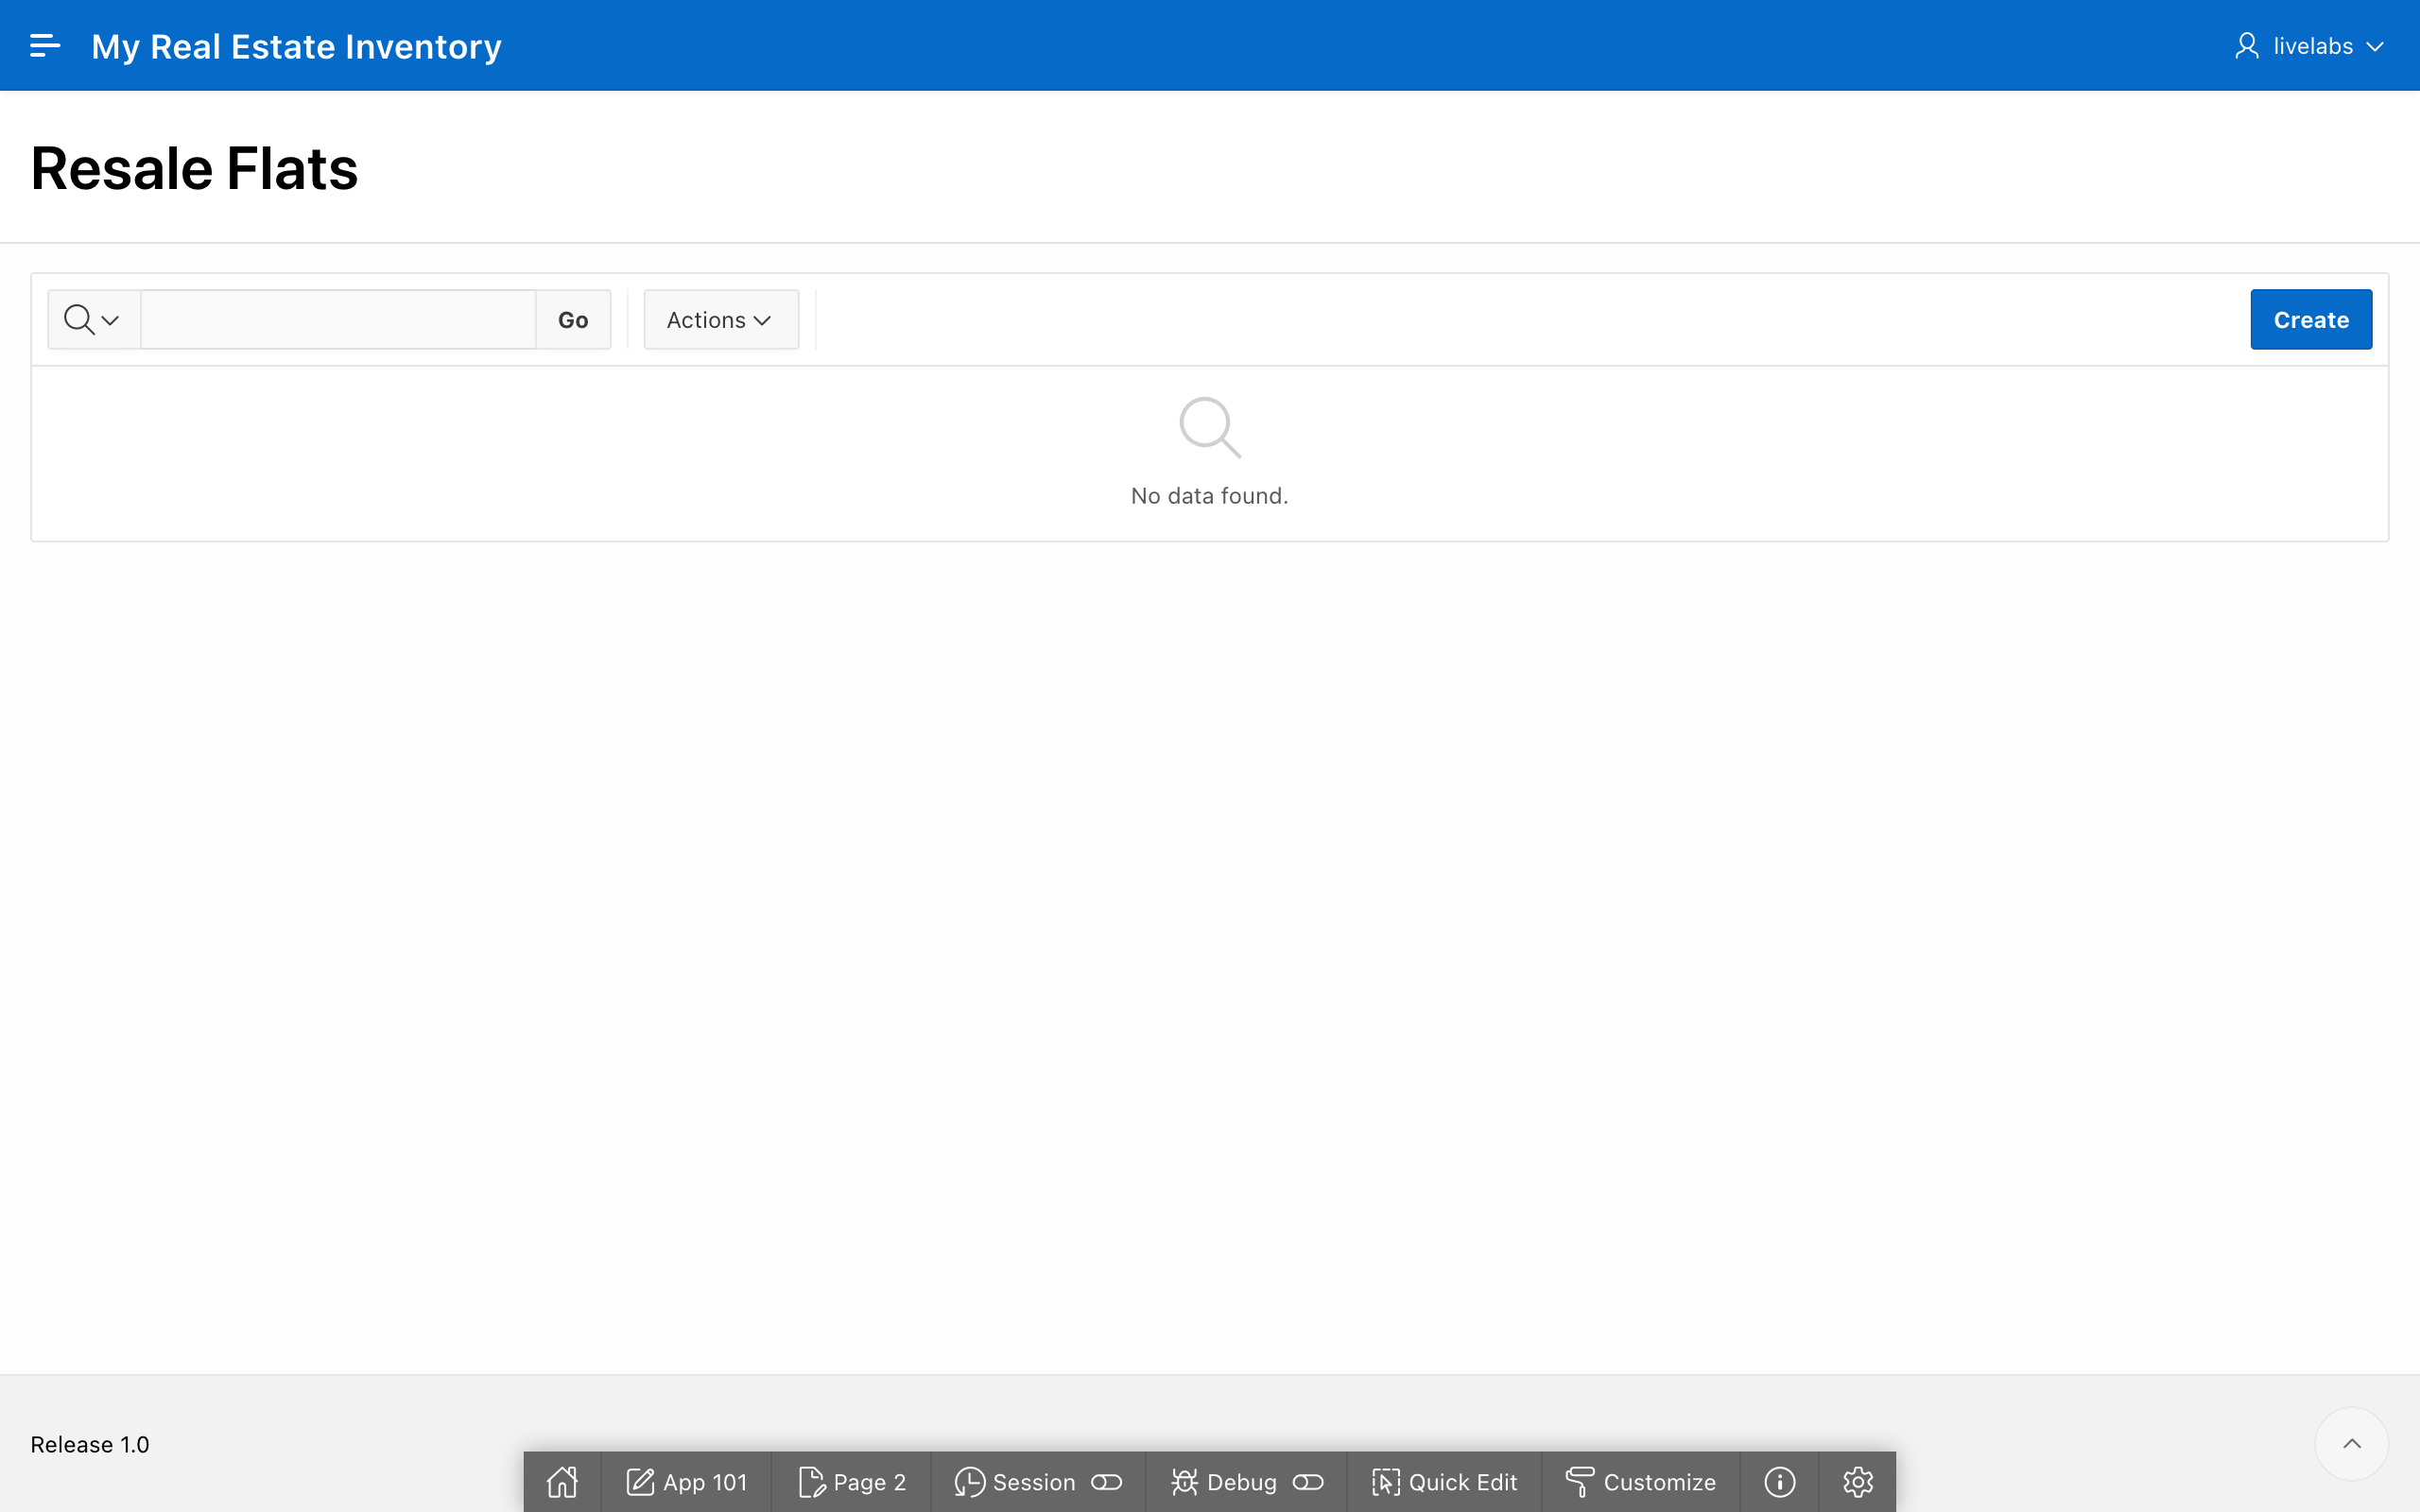 My Real Estate Inventory
livelabs
Resale Flats
Go
Actions
Create
No data found.
Release 1.0
App 101
Page 2
Session
Debug
Quick Edit
Customize